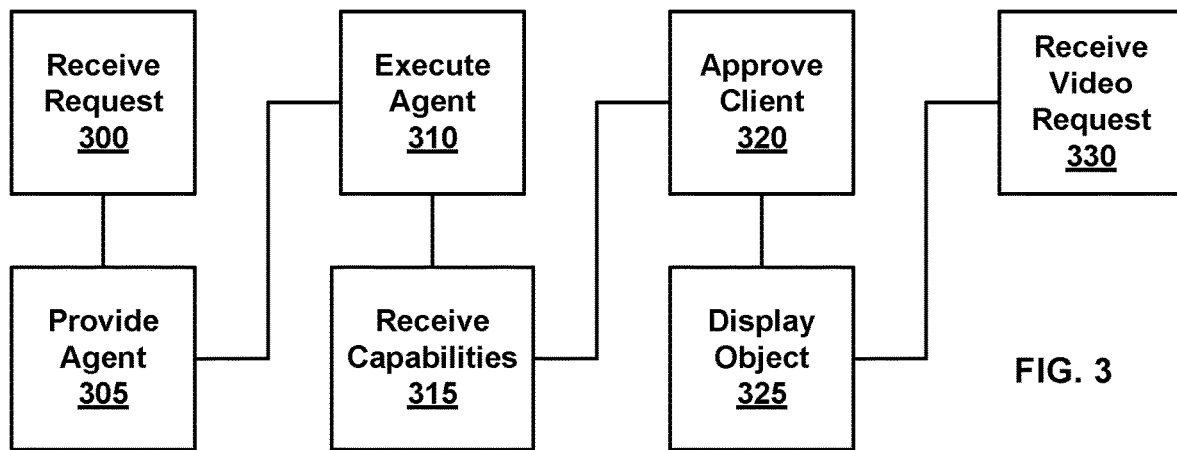 Receive
Request
300
Provide
Agent
305
Execute
Agent
310
Receive
Capabilities
315
Approve
Client
320
Display
Object
325
Receive
Video
Request
330
FIG. 3